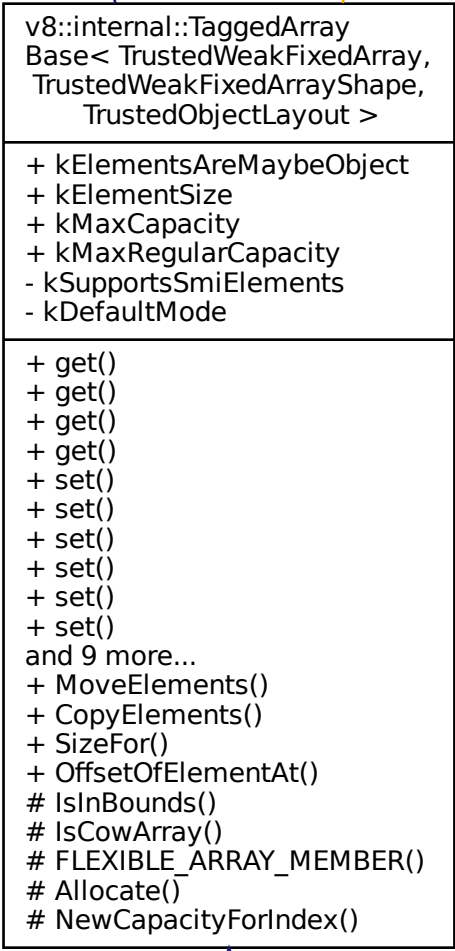 v8::internal::TaggedArray
Base< TrustedWeakFixedArray,
TrustedWeakFixedArrayShape,
TrustedObjectLayout >
+ kElementsAreMaybeObject
+ kElementSize
+ kMaxCapacity
+ kMaxRegularCapacity
- kSupportsSmiElements
- kDefaultMode
+ get()
+ get()
+ get()
+ get()
+ set()
+ set()
+ set()
+ set()
+ set()
+ set()
and 9 more...
+ MoveElements()
+ CopyElements()
+ SizeFor()
+ OffsetOfElementAt()
# IsInBounds()
# IsCowArray()
# FLEXIBLE_ARRAY_MEMBER()
# Allocate()
# NewCapacityForIndex()